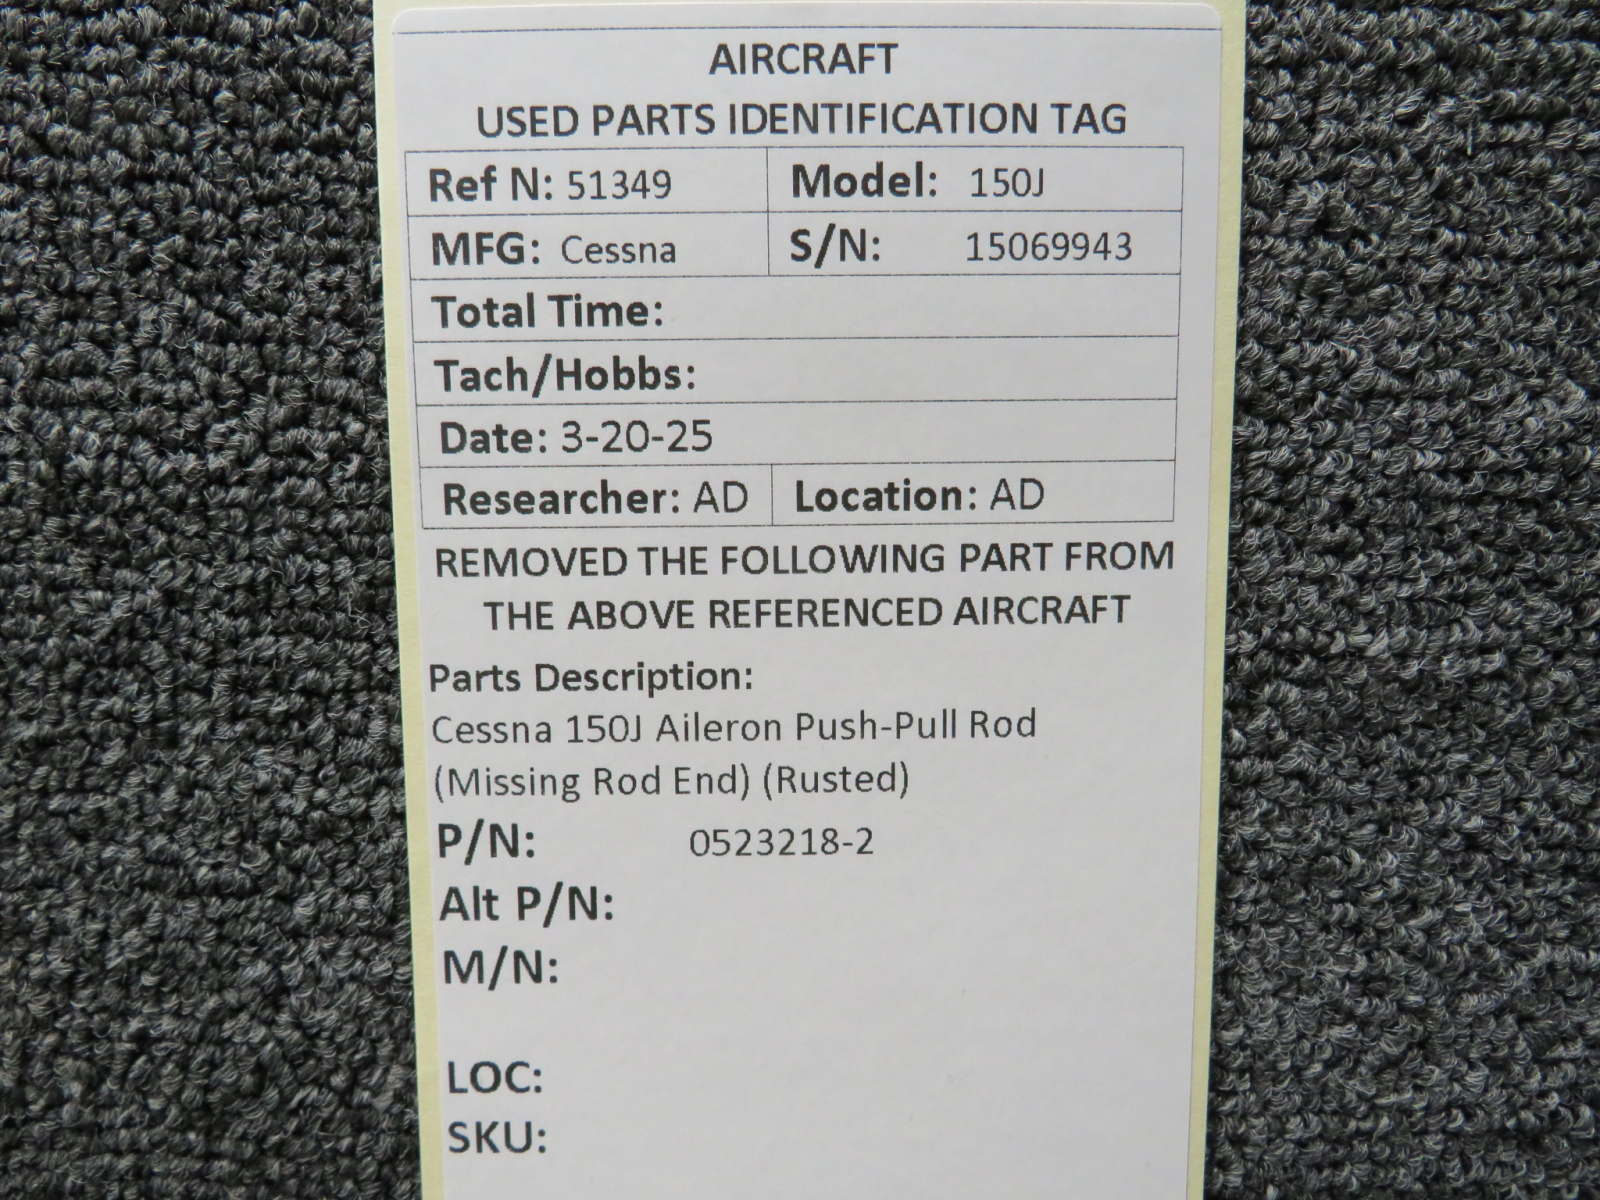 AIRCRAFT
USED PARTS IDENTIFICATION TAG
Ref N: 51349 Model: 150J
MFG: Cessna S/N: 15069943
Total Time:
Tach/Hobbs:
Date: 3-20-25
Researcher: AD Location: AD
REMOVED THE FOLLOWING PART FROM
THE ABOVE REFERENCED AIRCRAFT
Parts Description:
Cessna 150J Aileron Push-Pull Rod
(Missing Rod End) (Rusted)
P/N: 0523218-2
Alt P/N:
M/N:
LOC:
SKU: